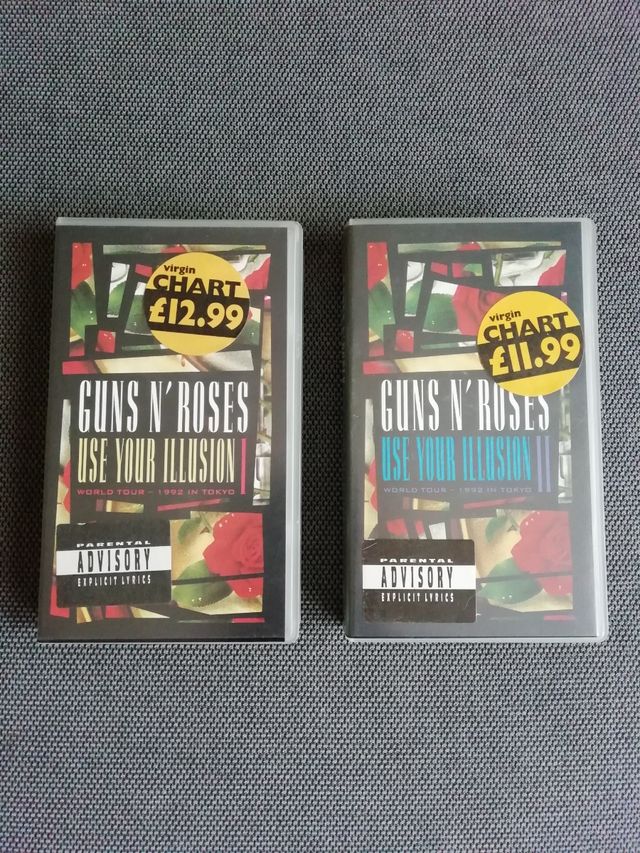 virgin
CHART
£12.99
GUNS N' ROSES
USE YOUR ILLUSION I
WORLD TOUR – 1992 IN TOKYO
PARENTAL
ADVISORY
EXPLICIT LYRICS
virgin
CHART
£11.99
GUNS N' ROSES
USE YOUR ILLUSION II
WORLD TOUR – 1992 IN TOKYO
PARENTAL
ADVISORY
EXPLICIT LYRICS